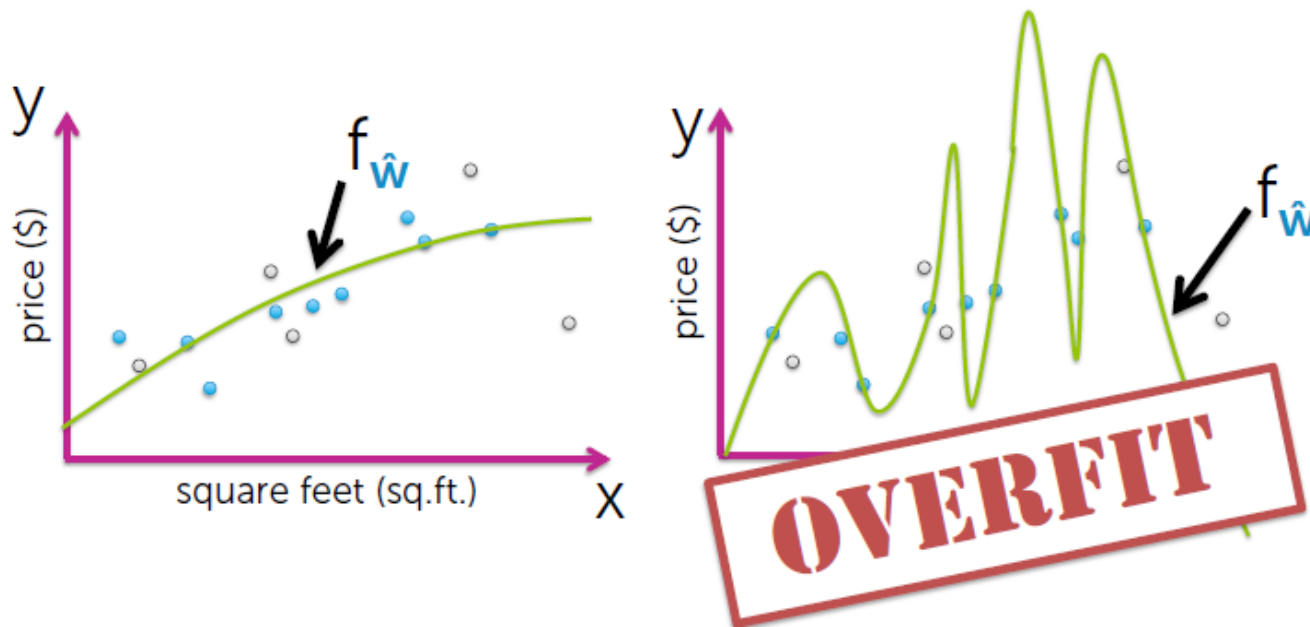 y
price ($)
f ŵ
square feet (sq.ft.)
x
y
price ($)
f ŵ
OVERFIT